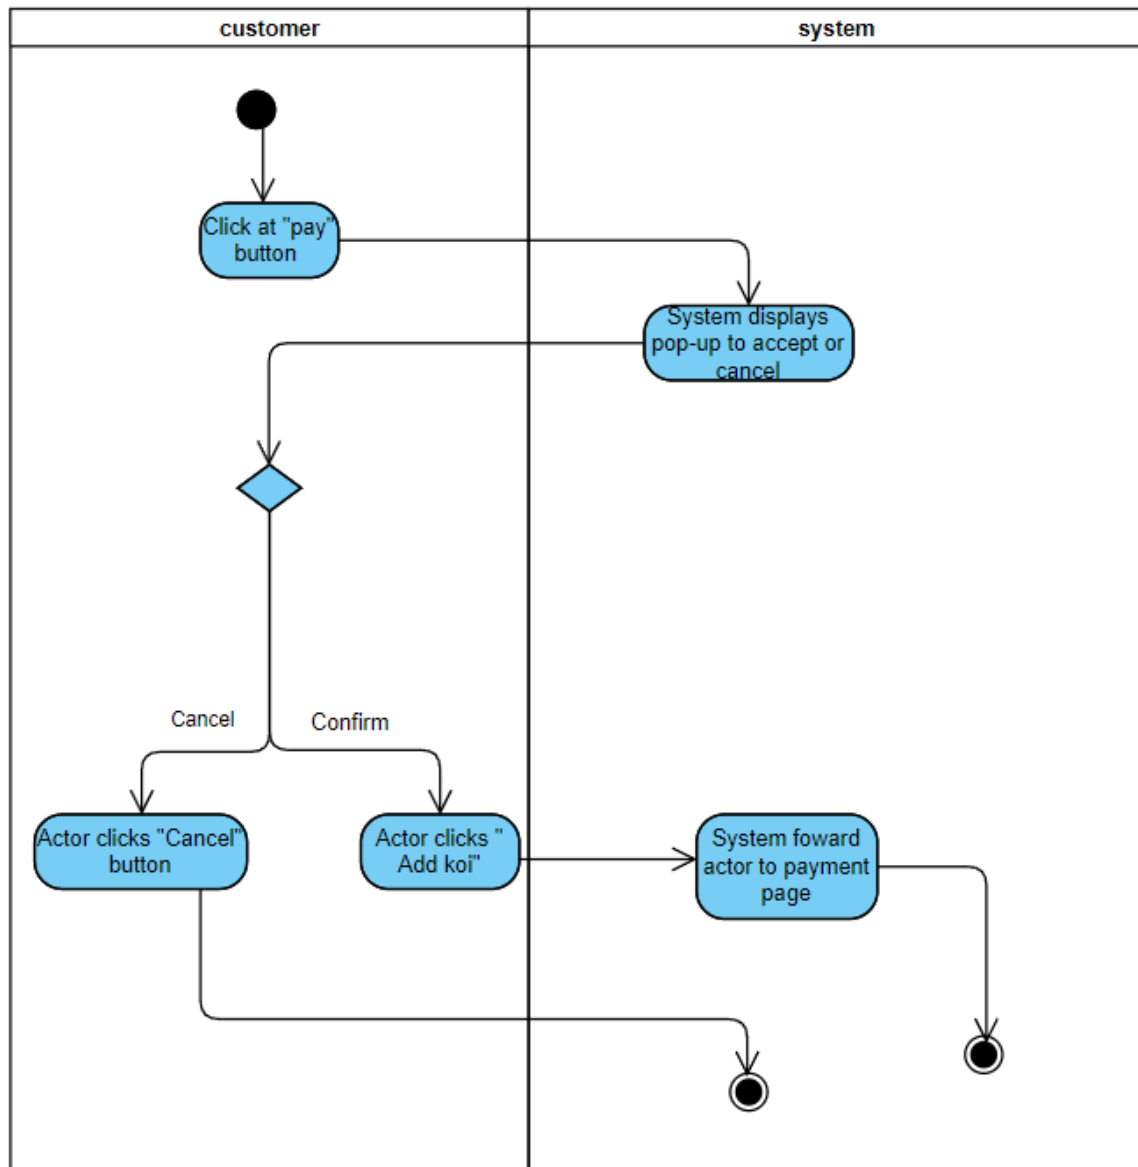 customer
system
Click at "pay"
button
System displays
pop-up to accept or
cancel
Cancel
Confirm
Actor clicks "Cancel"
button
Actor clicks "
Add koi"
System foward
actor to payment
page